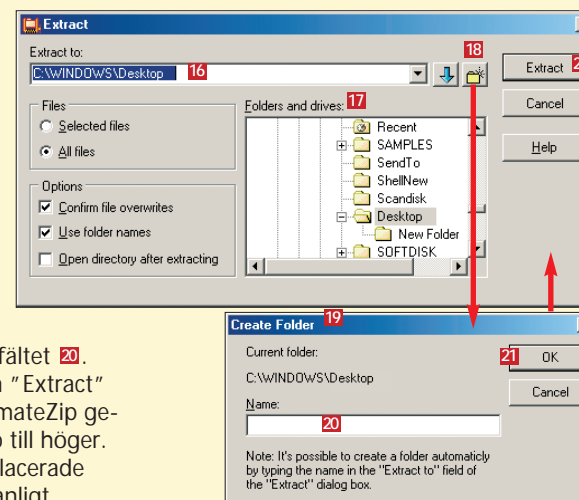 Extract
Extract to:
18
C:\WINDOWS\Desktop 16
Extract
Cancel
Help
Files
Selected files
All files
Options
Confirm file overwrites
Use folder names
Open directory after extracting
Folders and drives: 17
Recent
SAMPLES
SendTo
ShellNew
Scandisk
Desktop
New Folder
SOFTDISK
fältet 20.
"Extract"
mateZip ge-
till höger.
lacerade
Create Folder 19
Current folder:
C:\WINDOWS\Desktop
Name:
20
21 OK
Cancel
Note: It's possible to create a folder automaticly
by typing the name in the "Extract to" field of
the "Extract" dialog box.